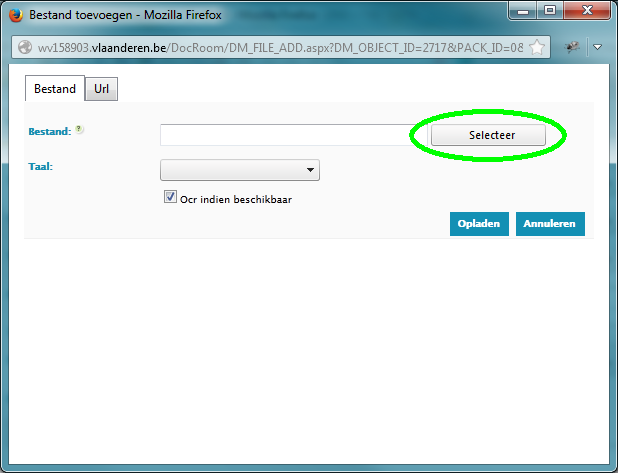 Bestand toevoegen - Mozilla Firefox
wv158903.vlaanderen.be/DocRoom/DM_FILE_ADD.aspx?DM_OBJECT_ID=2717&PACK_ID=08
Bestand Url
Bestand: ? Selecteer
Taal:
Ocr indien beschikbaar
Opladen Annuleren